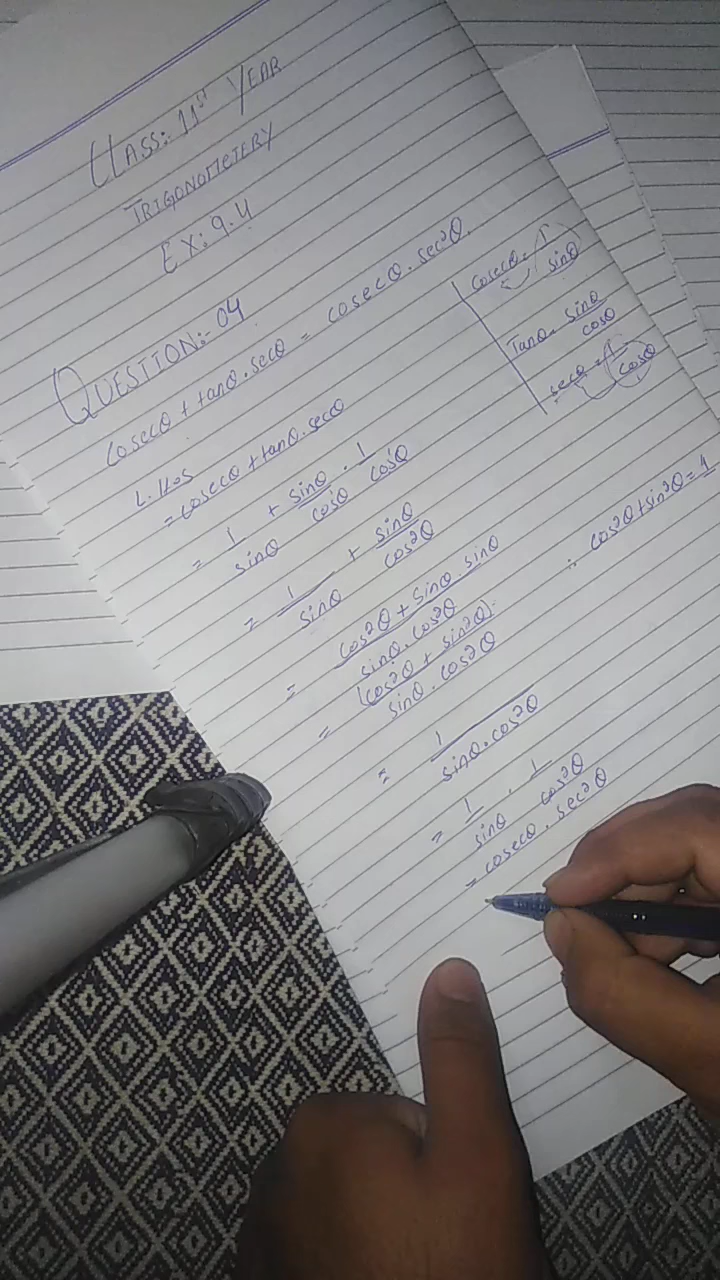 CLASS:. 11st YEAR
TRIGONOMETERY
EX: 9.4
QUESTION:- 04
cosecθ + tanθ.secθ = cosecθ. sec²θ.
cosecθ = 1/sinθ
Tanθ = sinθ/cosθ
secθ = 1/cosθ
L.H.s
= cosecθ + tanθ.secθ
= 1/sinθ + sinθ/cosθ . 1/cosθ
= 1/sinθ + sinθ/cos²θ
= cos²θ + sinθ . sinθ / sinθ . cos²θ
= (cos²θ + sin²θ) / sinθ . cos²θ
∵ cos²θ + sin²θ = 1
= 1/sinθ.cos²θ
= 1/sinθ . 1/cos²θ
= cosecθ . sec²θ